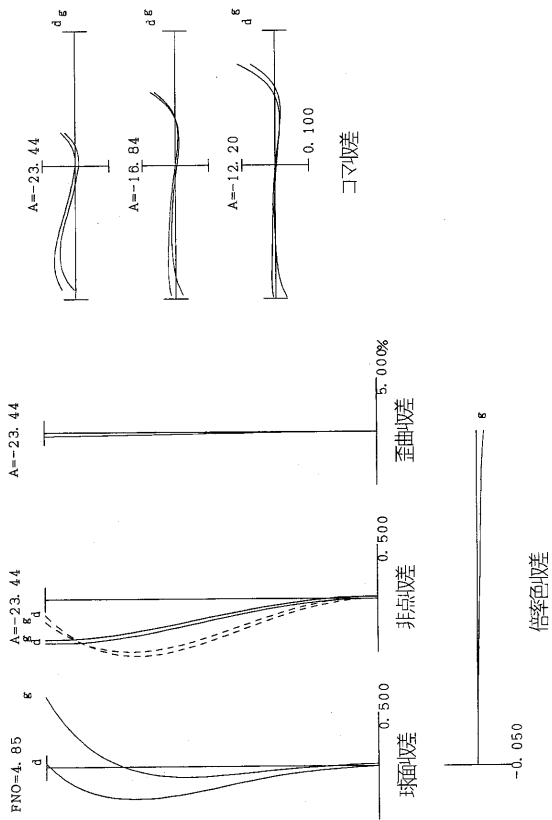 FNO=4.85
d
g
0.500
球面収差
A=-23.44
g
d
g
d
0.500
非点収差
A=-23.44
5.000%
歪曲収差
A=-23.44
d g
A=-16.84
d g
A=-12.20
d g
0.100
コマ収差
-0.050
g
倍率色収差